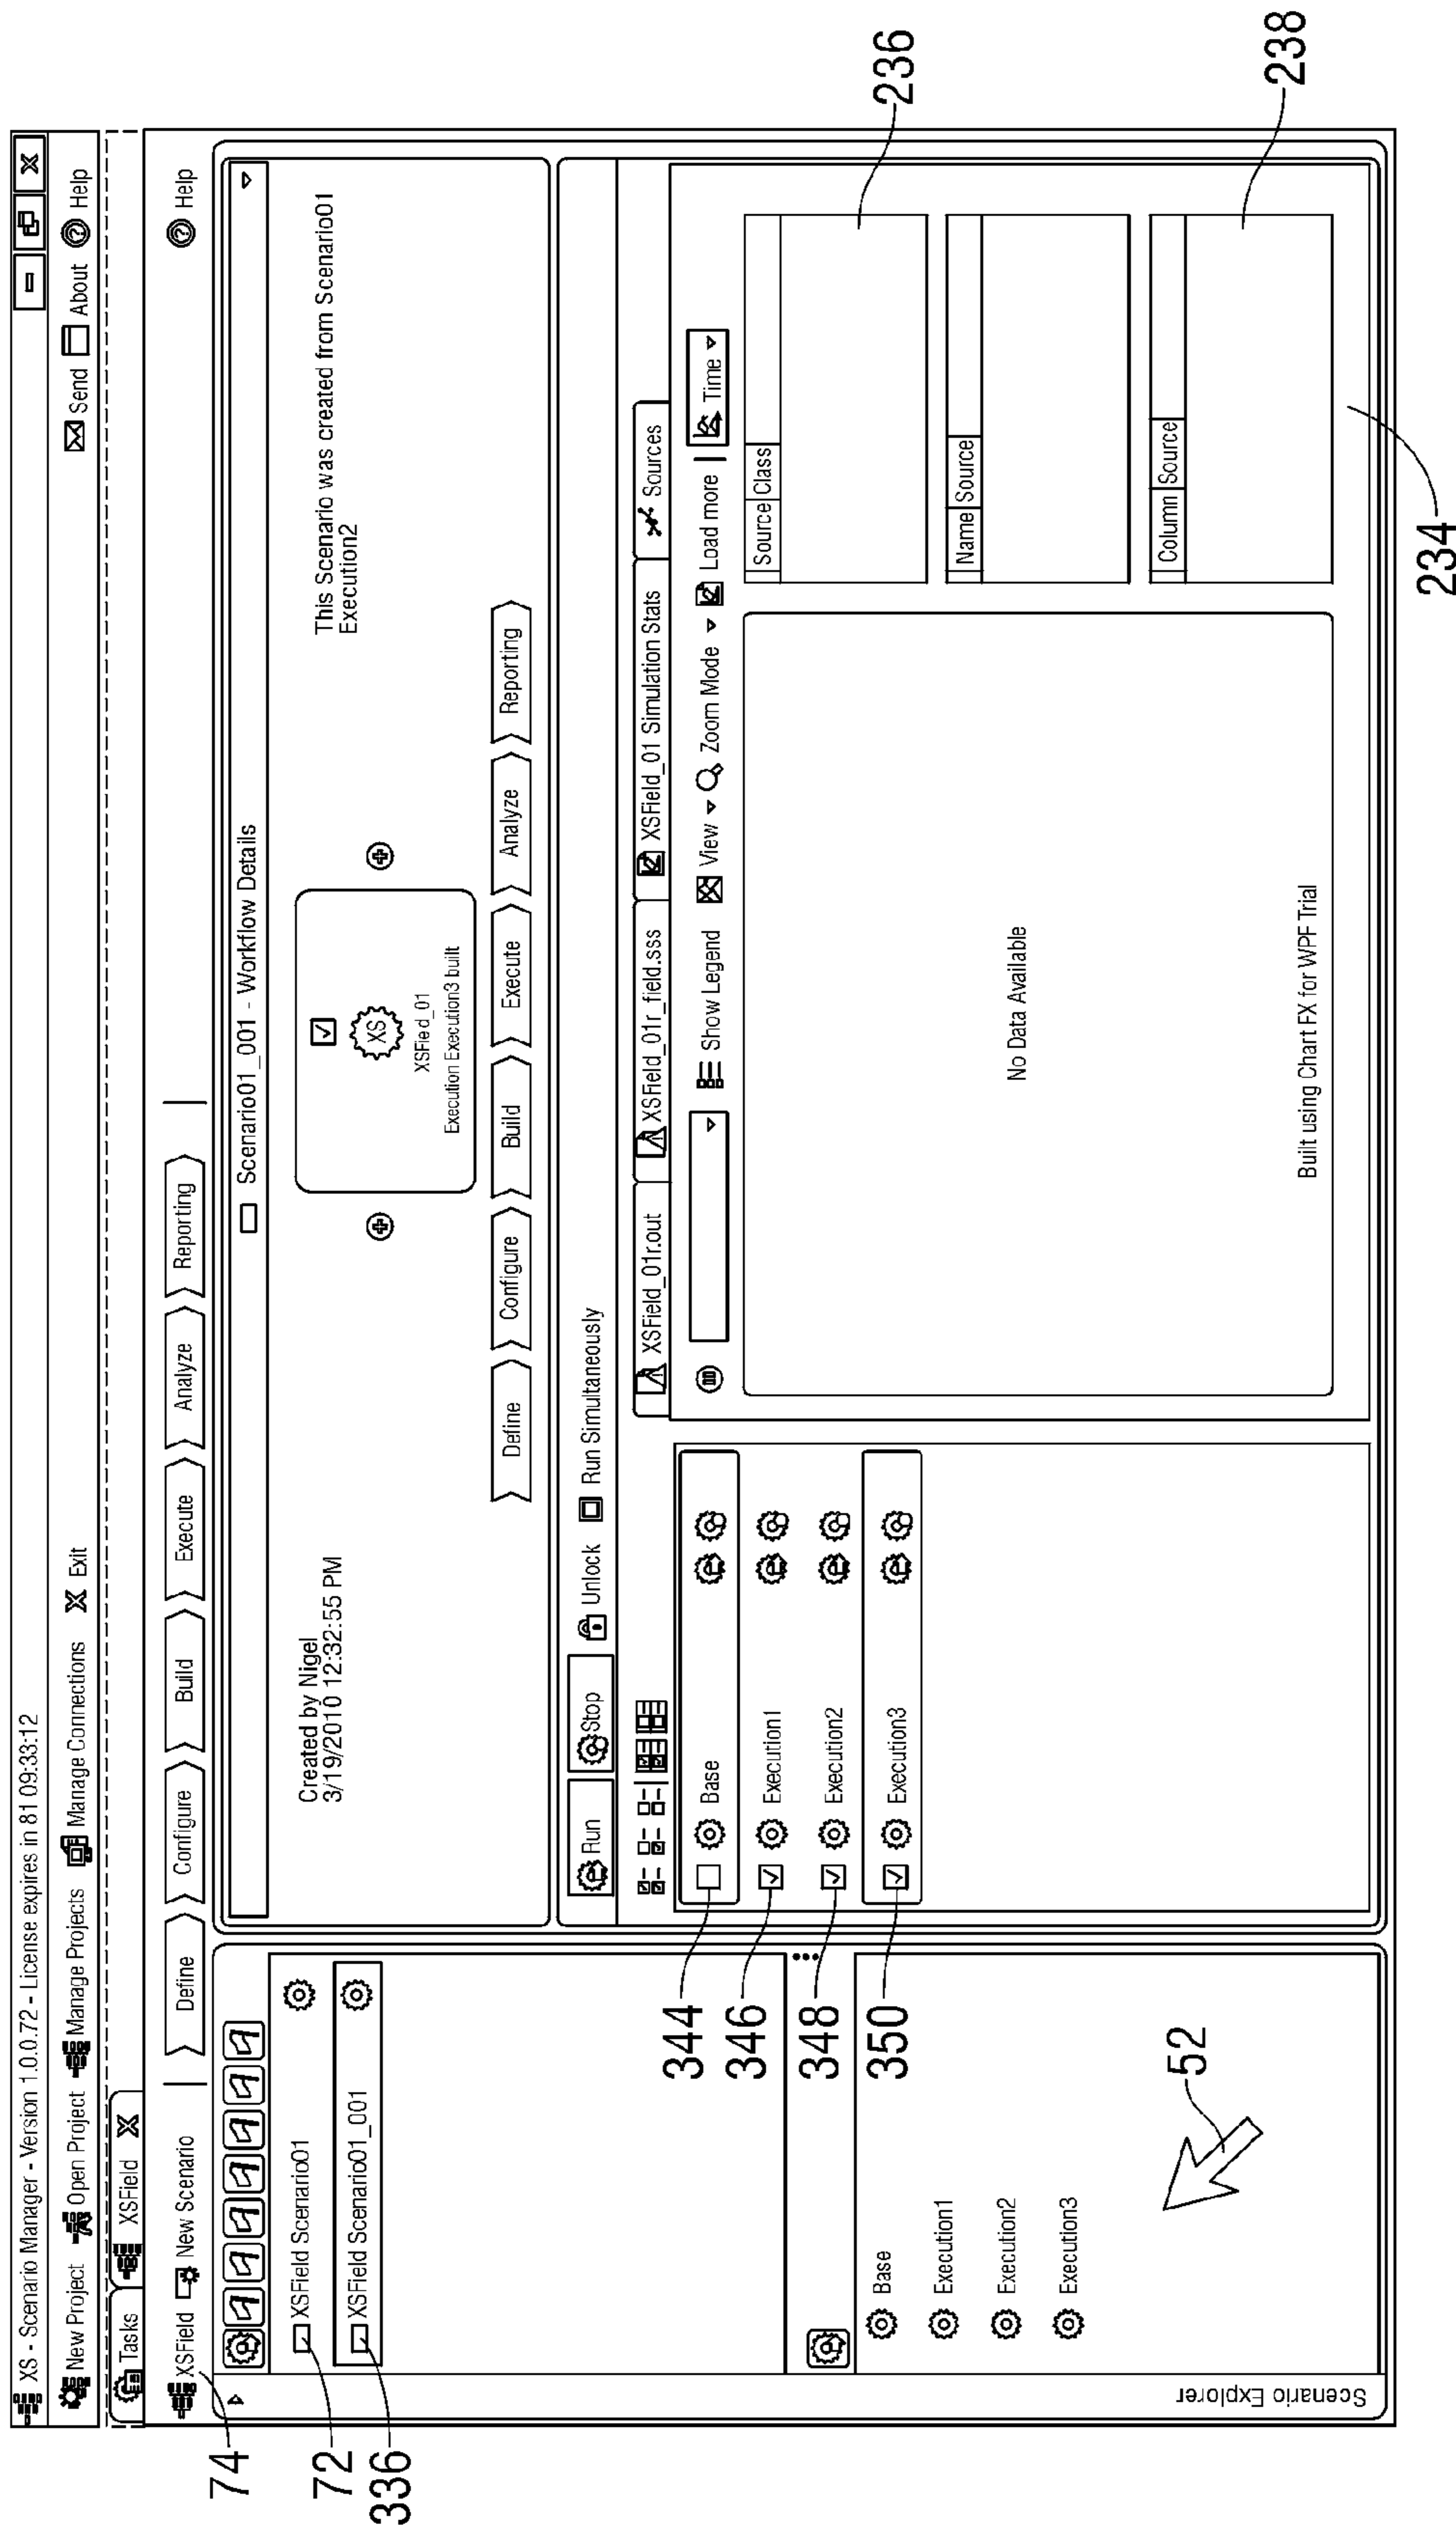 XS - Scenario Manager - Version 1.0.0.72 - License expires in 81 09:33:12
New Project Open Project Manage Projects Manage Connections X Exit Send About ? Help
Tasks XSField X
XSField New Scenario Define Configure Build Execute Analyze Reporting ? Help
74
Scenario01_001 - Workflow Details
72
XSField Scenario01
336
XSField Scenario01_001
Created by Nigel
3/19/2010 12:32:55 PM
This Scenario was created from Scenario01
Execution2
XS
XSFied_01
Execution Execution3 built
Define Configure Build Execute Analyze Reporting
Run Stop Unlock Run Simultaneously
XSField_01r.out XSField_01r_field.sss XSField_01 Simulation Stats Sources
Show Legend View Zoom Mode Load more Time
344
Base
346
Execution1
348
Execution2
350
Execution3
Source Class
236
Name Source
Column Source
238
234
No Data Available
Built using Chart FX for WPF Trial
Base
Execution1
Execution2
Execution3
52
Scenario Explorer